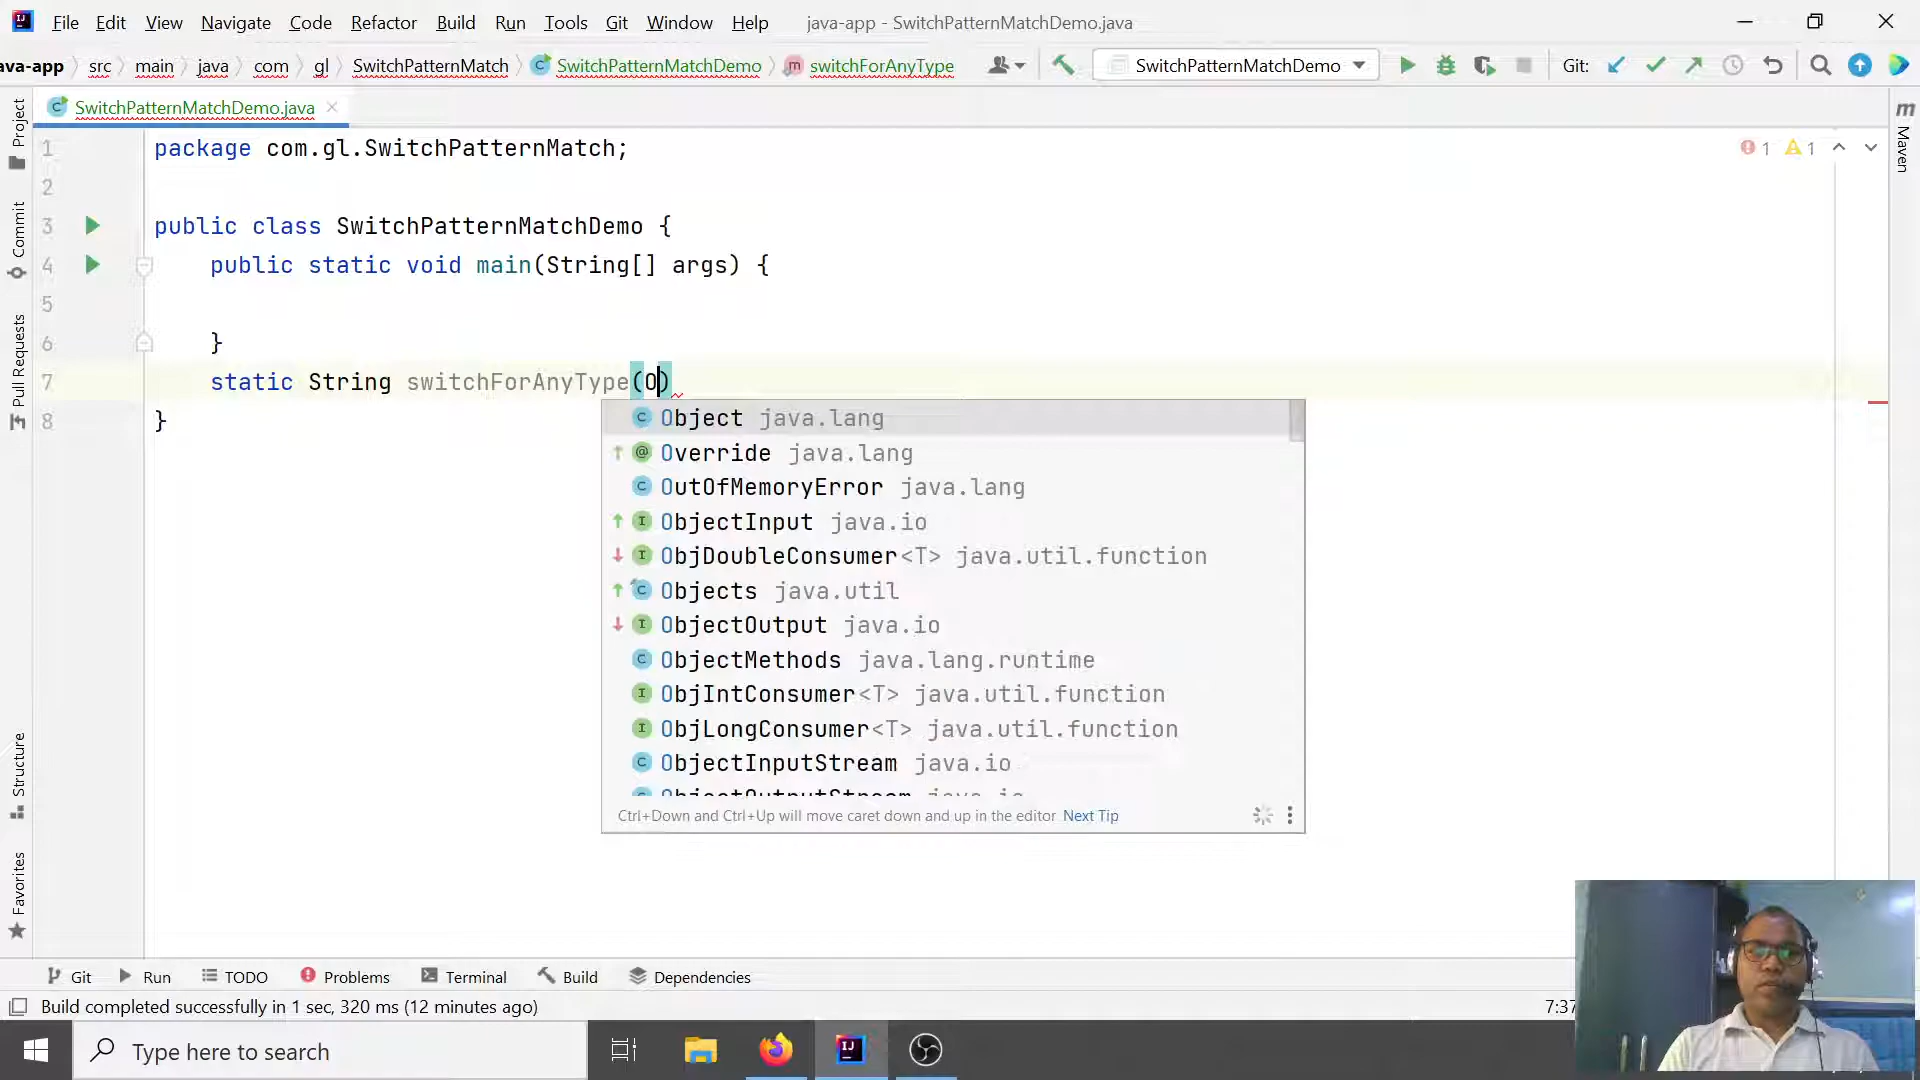 File Edit View Navigate Code Refactor Build Run Tools Git Window Help java-app - SwitchPatternMatchDemo.java
ava-app src main java com gl SwitchPatternMatch SwitchPatternMatchDemo switchForAnyType SwitchPatternMatchDemo Git:
SwitchPatternMatchDemo.java
Project
Commit
Pull Requests
Structure
Favorites
Maven
1 package com.gl.SwitchPatternMatch; 1 1
2
3 public class SwitchPatternMatchDemo {
4 public static void main(String[] args) {
5
6 }
7 static String switchForAnyType(O)
8 }
Object java.lang
Override java.lang
OutOfMemoryError java.lang
ObjectInput java.io
ObjDoubleConsumer<T> java.util.function
Objects java.util
ObjectOutput java.io
ObjectMethods java.lang.runtime
ObjIntConsumer<T> java.util.function
ObjLongConsumer<T> java.util.function
ObjectInputStream java.io
ObjectOutputStream java.io
Ctrl+Down and Ctrl+Up will move caret down and up in the editor Next Tip
Git Run TODO Problems Terminal Build Dependencies
Build completed successfully in 1 sec, 320 ms (12 minutes ago) 7:37
Type here to search